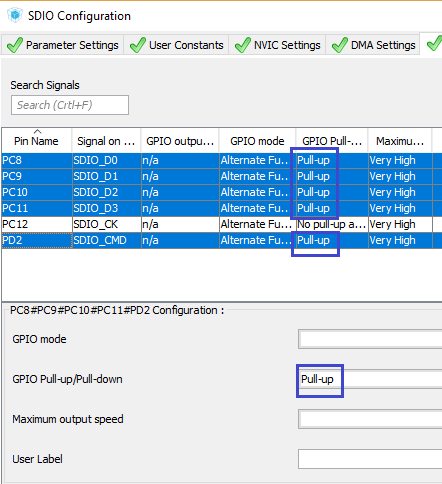 SDIO Configuration
Parameter Settings User Constants NVIC Settings DMA Settings
Search Signals
Search (Crtl+F)
Pin Name Signal on ... GPIO outpu... GPIO mode GPIO Pull-... Maximu...
PC8 SDIO_D0 n/a Alternate Fu... Pull-up Very High
PC9 SDIO_D1 n/a Alternate Fu... Pull-up Very High
PC10 SDIO_D2 n/a Alternate Fu... Pull-up Very High
PC11 SDIO_D3 n/a Alternate Fu... Pull-up Very High
PC12 SDIO_CK n/a Alternate Fu... No pull-up a... Very High
PD2 SDIO_CMD n/a Alternate Fu... Pull-up Very High
PC8#PC9#PC10#PC11#PD2 Configuration :
GPIO mode
GPIO Pull-up/Pull-down Pull-up
Maximum output speed
User Label